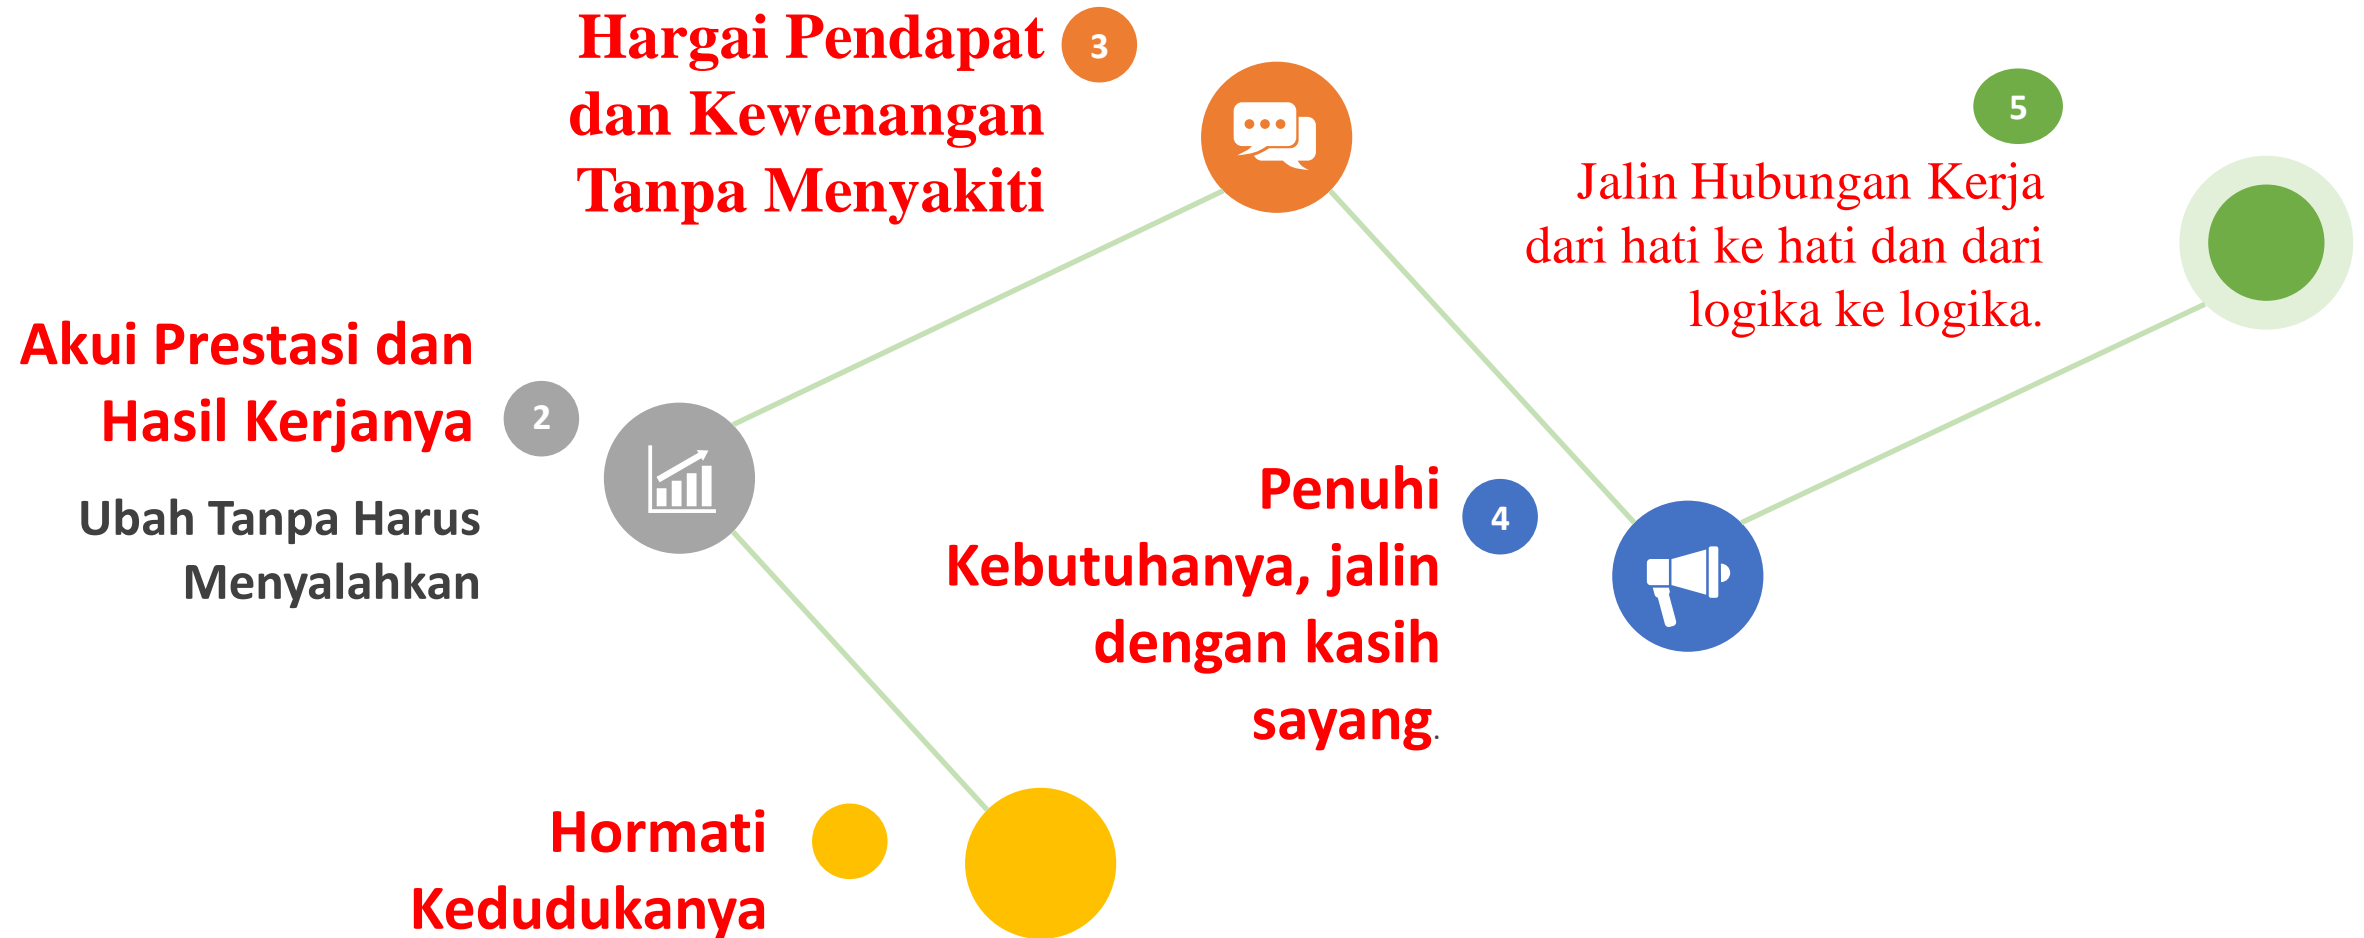 Hargai Pendapat
dan Kewenangan
Tanpa Menyakiti
3
5
Jalin Hubungan Kerja
dari hati ke hati dan dari
logika ke logika.
Akui Prestasi dan
Hasil Kerjanya
2
Ubah Tanpa Harus
Menyalahkan
Penuhi
Kebutuhanya, jalin
dengan kasih
sayang.
4
Hormati
Kedudukanya